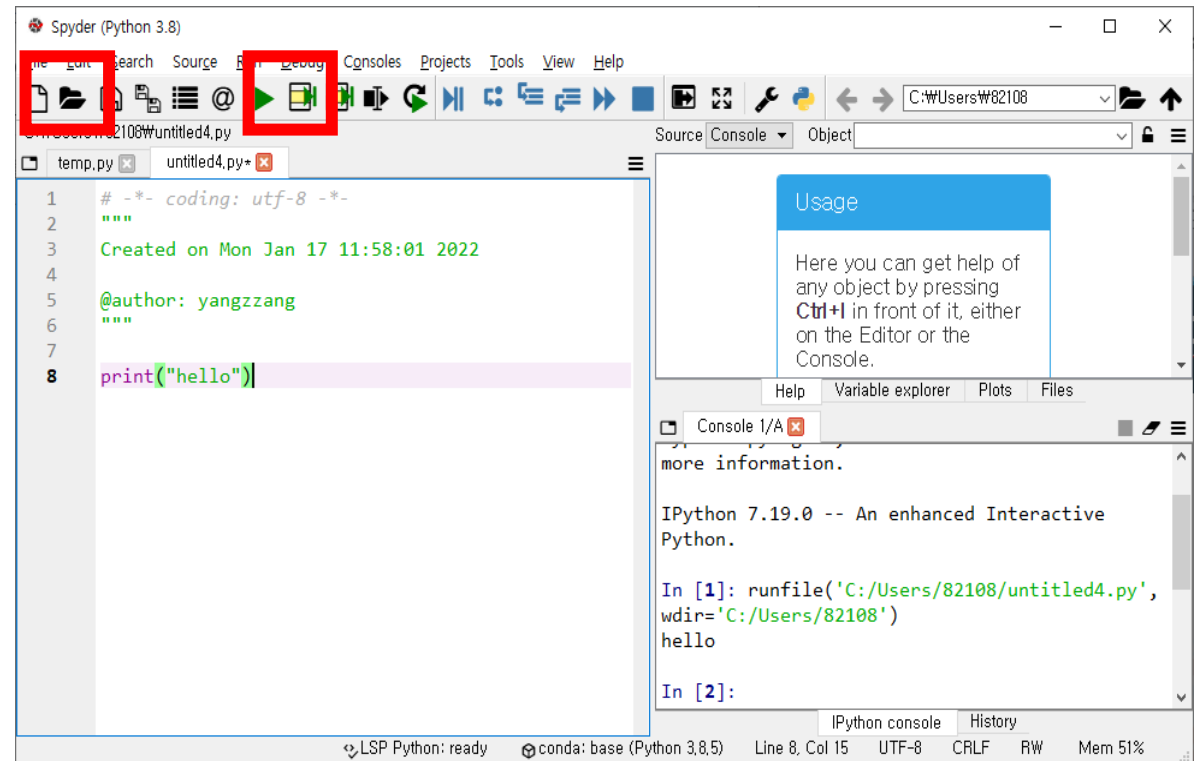 Spyder (Python 3.8)
Search Source Debug Consoles Projects Tools View Help
C:₩Users₩82108
₩untitled4.py
Source Console Object
temp.py untitled4.py*
1 # -*- coding: utf-8 -*-
2 """
3 Created on Mon Jan 17 11:58:01 2022
4
5 @author: yangzzang
6 """
7
8 print("hello")
Usage
Here you can get help of
any object by pressing
Ctrl+I in front of it, either
on the Editor or the
Console.
Help Variable explorer Plots Files
Console 1/A
more information.
IPython 7.19.0 -- An enhanced Interactive
Python.
In [1]: runfile('C:/Users/82108/untitled4.py',
wdir='C:/Users/82108')
hello
In [2]:
IPython console History
LSP Python: ready conda: base (Python 3.8.5) Line 8, Col 15 UTF-8 CRLF RW Mem 51%